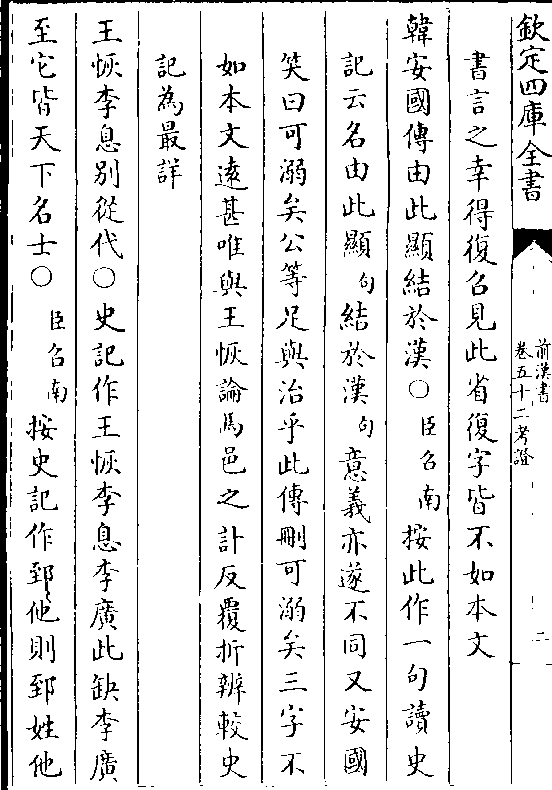 欽定四庫全書
前漢書
卷五十二考證
二
書言之幸得復召見此省復字皆不如本文
韓安國傳由此顯結於漢○臣召南按此作一句讀史
記云名由此顯句結於漢句意義亦遂不同又安國
笑曰可溺矣公等足與治乎此傳刪可溺矣三字不
如本文逺甚唯與王恢論馬邑之計反覆折辨較史
記為最詳
王恢李息别從代○史記作王恢李息李廣此缺李廣
至它皆天下名士○臣召南按史記作郅他則郅姓他